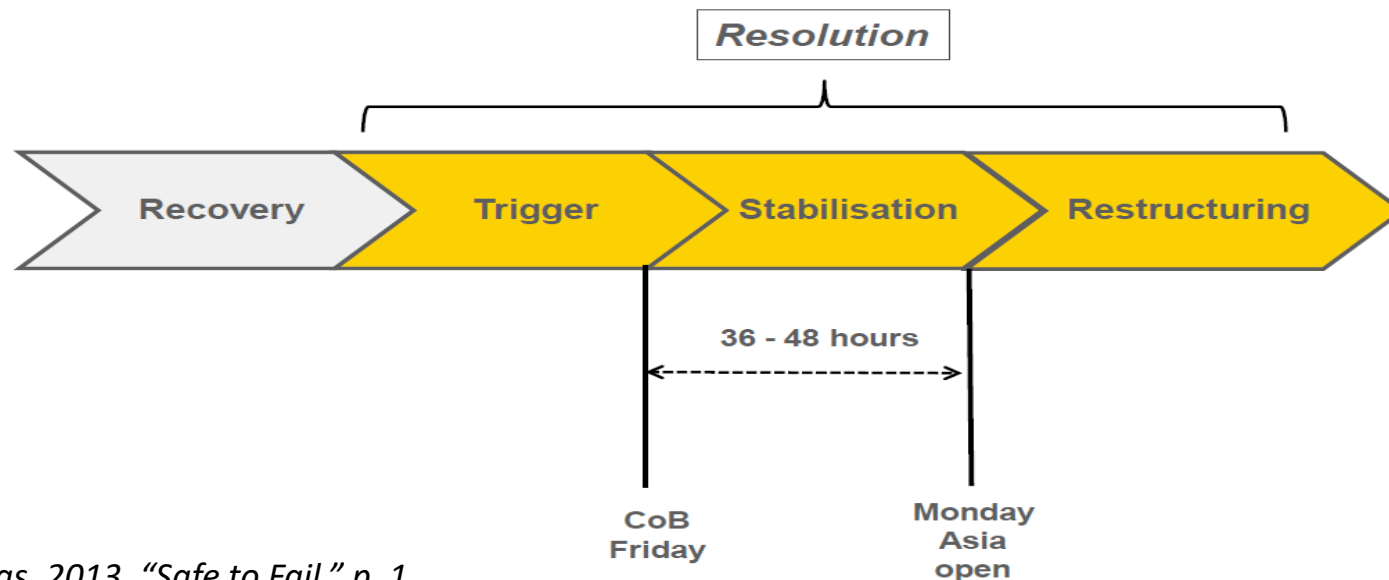 Resolution
Recovery
Trigger
Stabilisation
Restructuring
36 - 48 hours
CoB
Friday
Monday
Asia
open
2013, “Safe to Fail,” p. 1